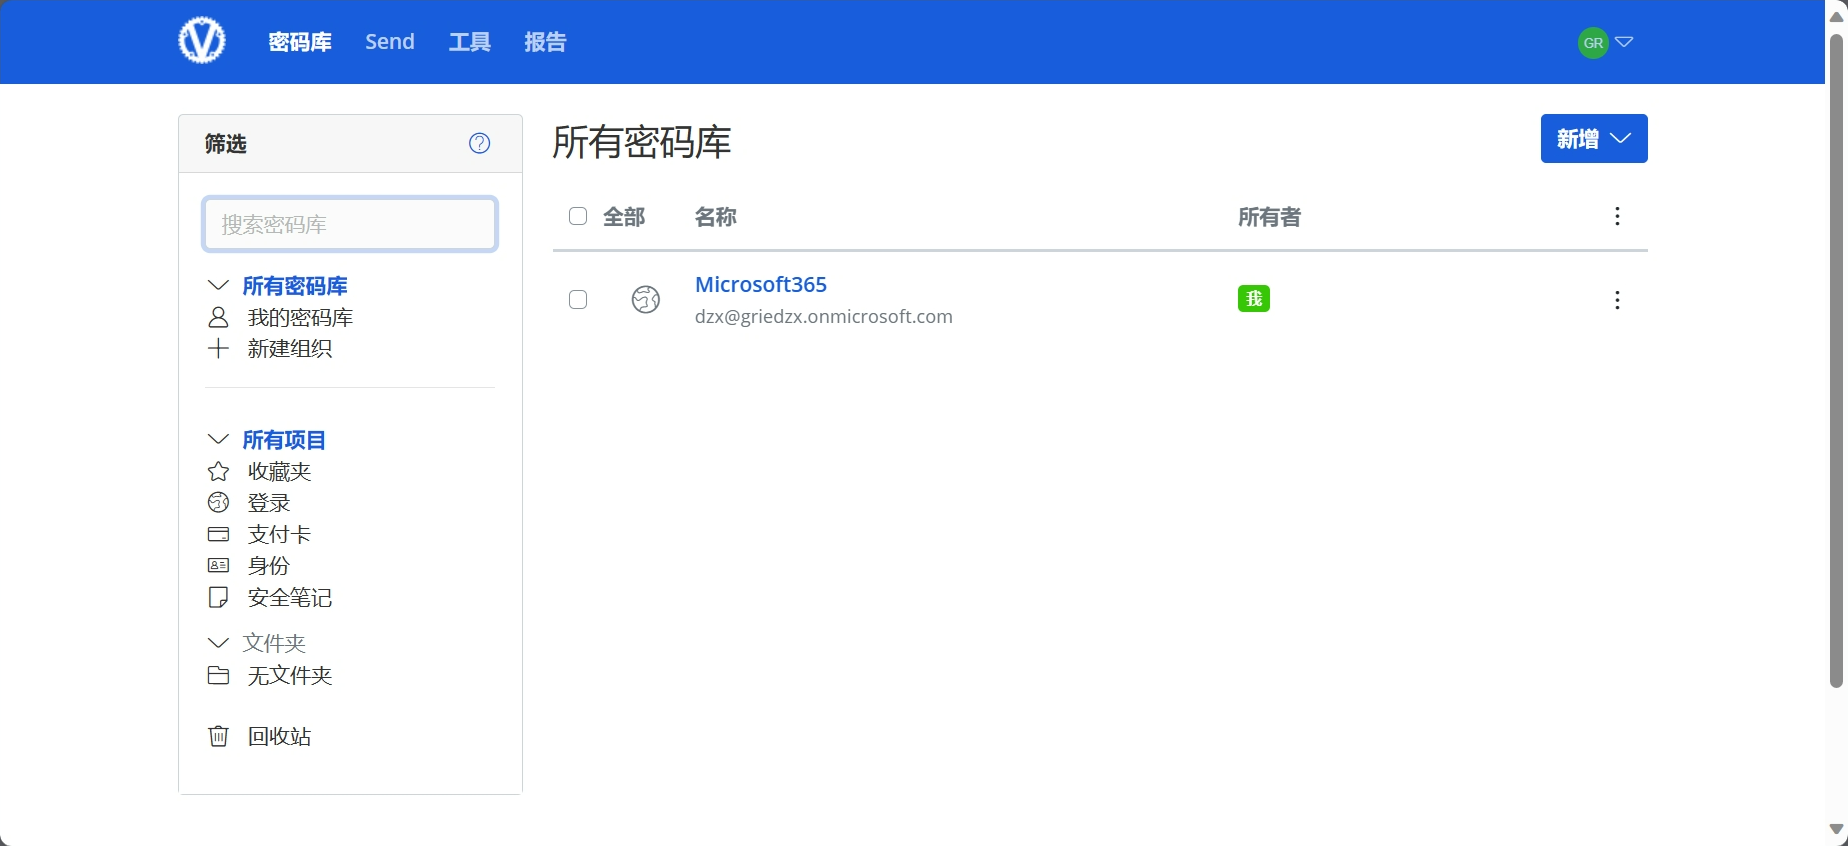 密码库 Send 工具 报告 GR
筛选
搜索密码库
所有密码库
我的密码库
新建组织
所有项目
收藏夹
登录
支付卡
身份
安全笔记
文件夹
无文件夹
回收站
所有密码库
新增
全部 名称 所有者
Microsoft365
dzx@griedzx.onmicrosoft.com
我